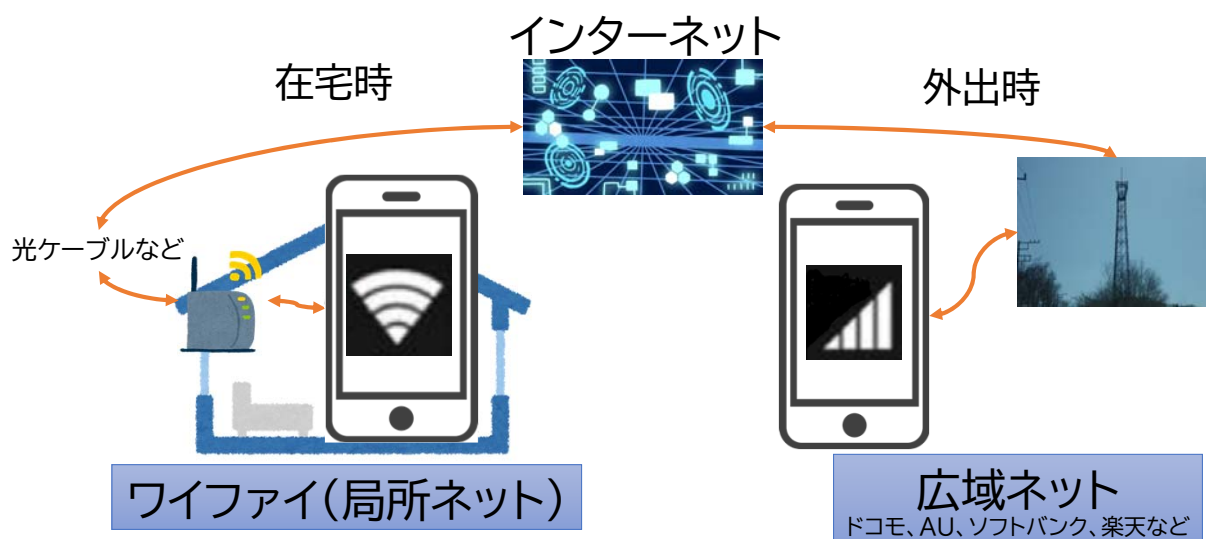 インターネット
在宅時
外出時
光ケーブルなど
ワイファイ(局所ネット)
広域ネット
ドコモ、AU、ソフトバンク、楽天など